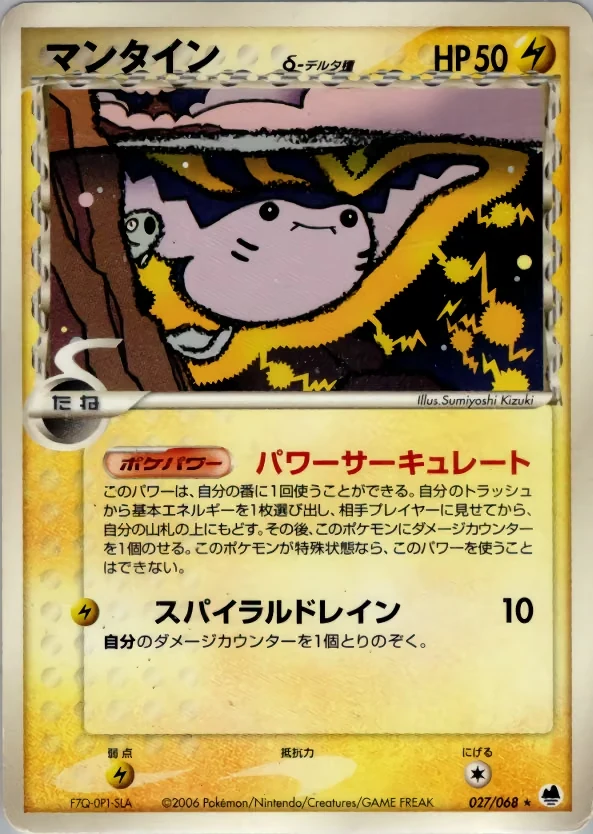 マンタイン δ-デルタ種 HP50
たね
Illus.Sumiyoshi Kizuki
ポケパワー パワーサーキュレート
このパワーは、自分の番に1回使うことができる。自分のトラッシュ
から基本エネルギーを1枚選び出し、相手プレイヤーに見せてから、
自分の山札の上にもどす。その後、このポケモンにダメージカウンター
を1個のせる。このポケモンが特殊状態なら、このパワーを使うこと
はできない。
スパイラルドレイン 10
自分のダメージカウンターを1個とりのぞく。
弱点 抵抗力 にげる
F7Q-0P1-SLA ©2006 Pokémon/Nintendo/Creatures/GAME FREAK 027/068 ★